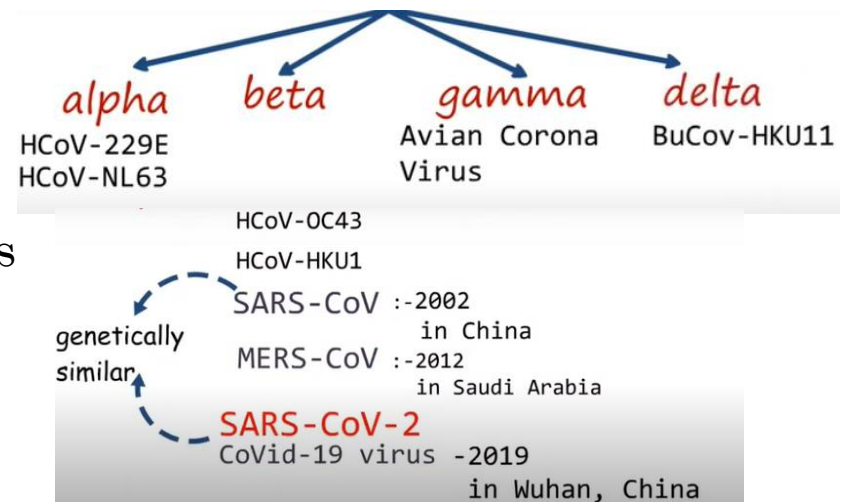 alpha
HCoV-229E
HCoV-NL63
beta
gamma
Avian Corona
Virus
delta
BuCov-HKU11
s
HCoV-OC43
HCoV-HKU1
SARS-CoV :-2002
in China
genetically
similar
MERS-CoV :-2012
in Saudi Arabia
SARS-CoV-2
CoVid-19 virus -2019
in Wuhan, China